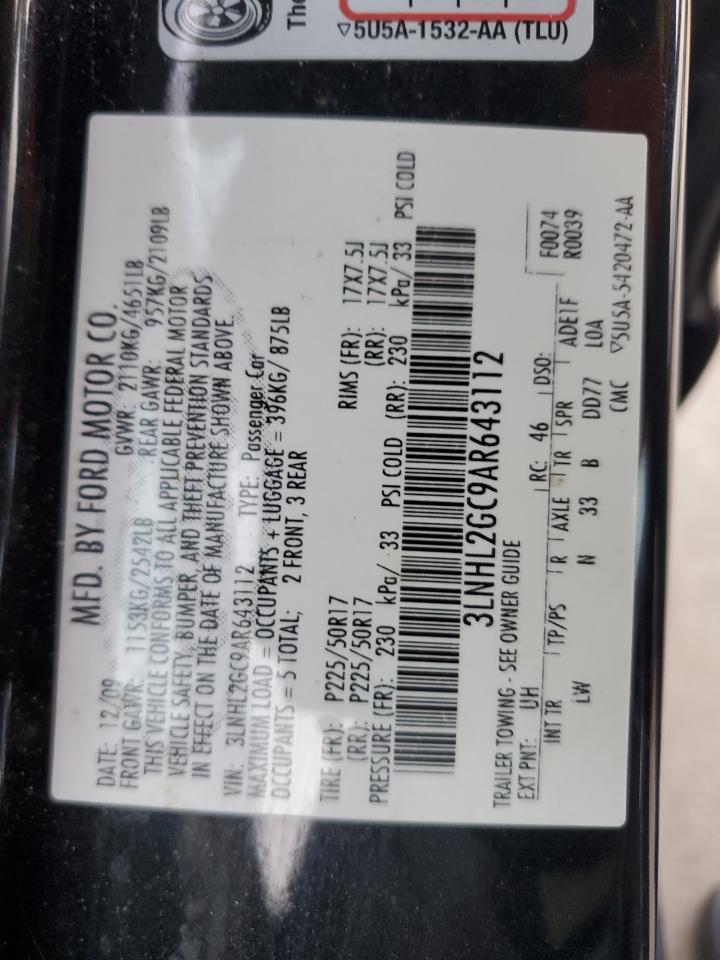 The
▽5U5A-1532-AA (TLU)
MFD. BY FORD MOTOR CO.
DATE: 12/09 GVWR: 2110KG/4651LB
FRONT GAWR: 1153KG/2542LB REAR GAWR: 957KG/2109LB
THIS VEHICLE CONFORMS TO ALL APPLICABLE FEDERAL MOTOR
VEHICLE SAFETY, BUMPER, AND THEFT PREVENTION STANDARDS
IN EFFECT ON THE DATE OF MANUFACTURE SHOWN ABOVE.
VIN: 3LNHL2GC9AR643112 TYPE: Passenger Car
MAXIMUM LOAD = OCCUPANTS + LUGGAGE = 396KG/ 875LB
OCCUPANTS = 5 TOTAL; 2 FRONT, 3 REAR
TIRE (FR): P225/50R17 RIMS (FR): 17X7.5J
(RR): P225/50R17 (RR): 17X7.5J
PRESSURE (FR): 230 kPa/ 33 PSI COLD (RR): 230 kPa/ 33 PSI COLD
3LNHL2GC9AR643112
TRAILER TOWING - SEE OWNER GUIDE
EXT PNT: UH RC: 46 DSO: F0074
INT TR TP/PS R AXLE TR SPR ADE1F R0039
LW N 33 B DD77 LOA
CMC ▽5U5A-5420472-AA